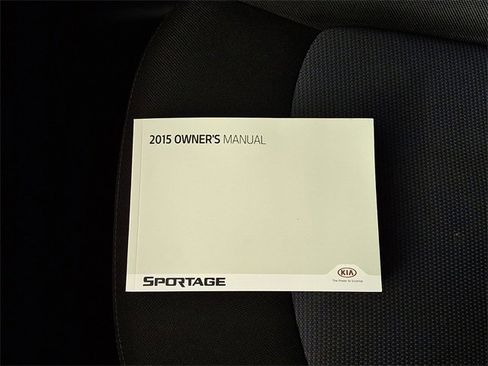 2015 OWNER'S MANUAL
SPORTAGE
KIA
The Power to Surprise